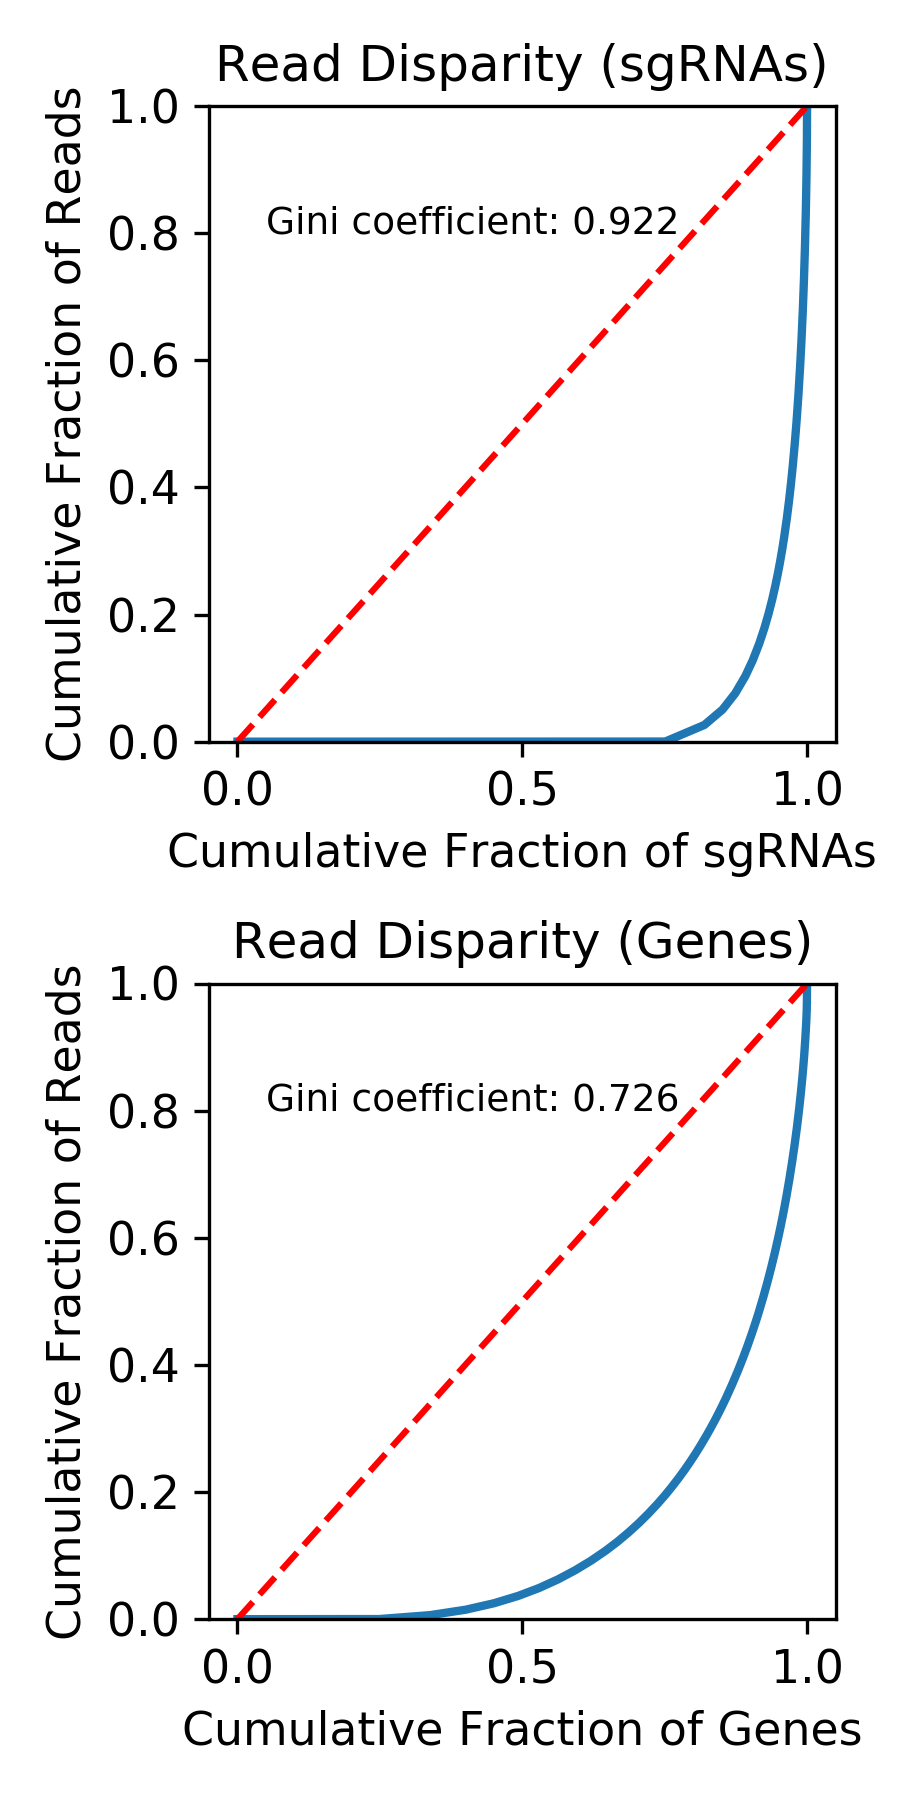 Read Disparity (sgRNAs)
Cumulative Fraction of Reads
1.0
0.8
0.6
0.4
0.2
0.0
Gini coefficient: 0.922
0.0 0.5 1.0
Cumulative Fraction of sgRNAs
Read Disparity (Genes)
Cumulative Fraction of Reads
1.0
0.8
0.6
0.4
0.2
0.0
Gini coefficient: 0.726
0.0 0.5 1.0
Cumulative Fraction of Genes